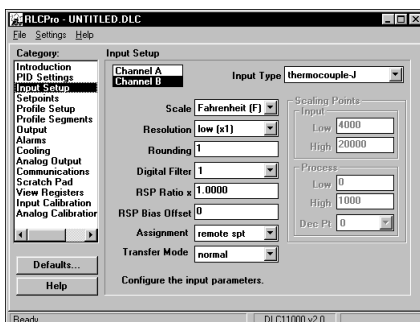 RLCPro - UNTITLED.DLC
File Settings Help
Category:
Introduction
PID Settings
Input Setup
Setpoints
Profile Setup
Profile Segments
Output
Alarms
Cooling
Analog Output
Communications
Scratch Pad
View Registers
Input Calibration
Analog Calibration
Defaults...
Help
Input Setup
Channel A
Channel B
Input Type thermocouple-J
Scale Fahrenheit (F)
Resolution low (x1)
Rounding 1
Digital Filter 1
RSP Ratio x 1.0000
RSP Bias Offset 0
Assignment remote spt
Transfer Mode normal
Scaling Points
Input
Low 4000
High 20000
Process
Low 0
High 1000
Dec Pt 0
Configure the input parameters.
Ready DLC11000 v2.0